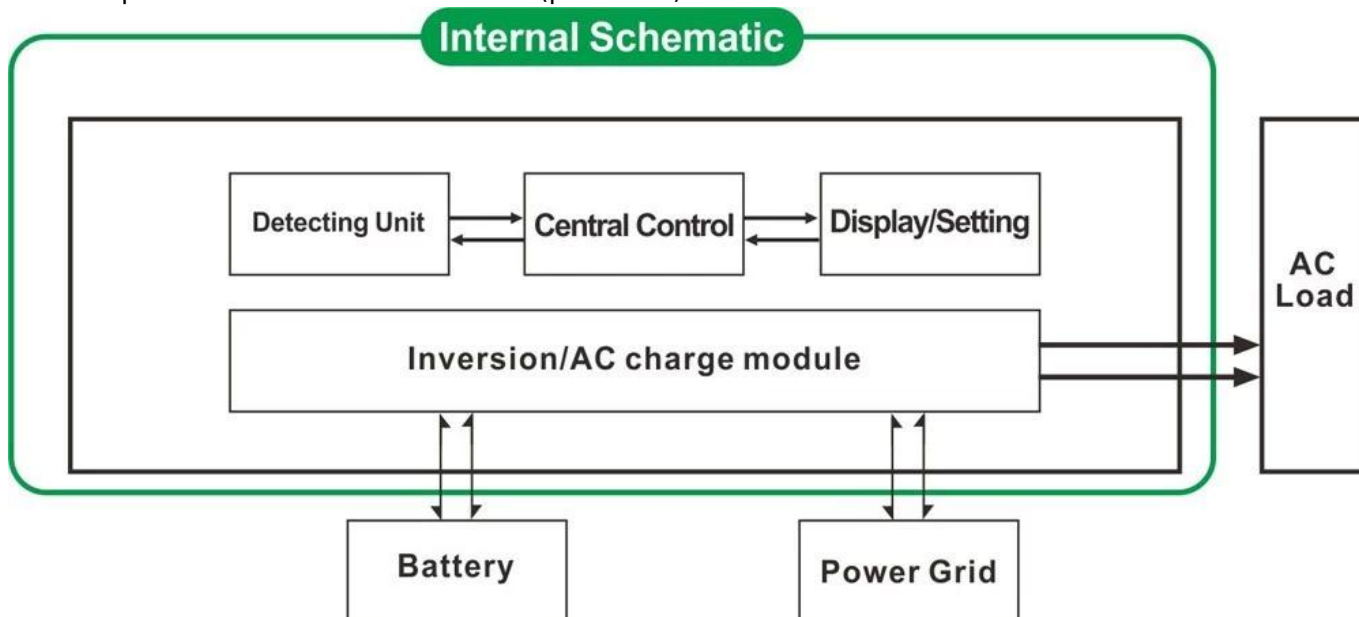 Internal Schematic
Detecting Unit
Central Control
Display/Setting
AC
Load
Inversion/AC charge module
Battery
Power Grid